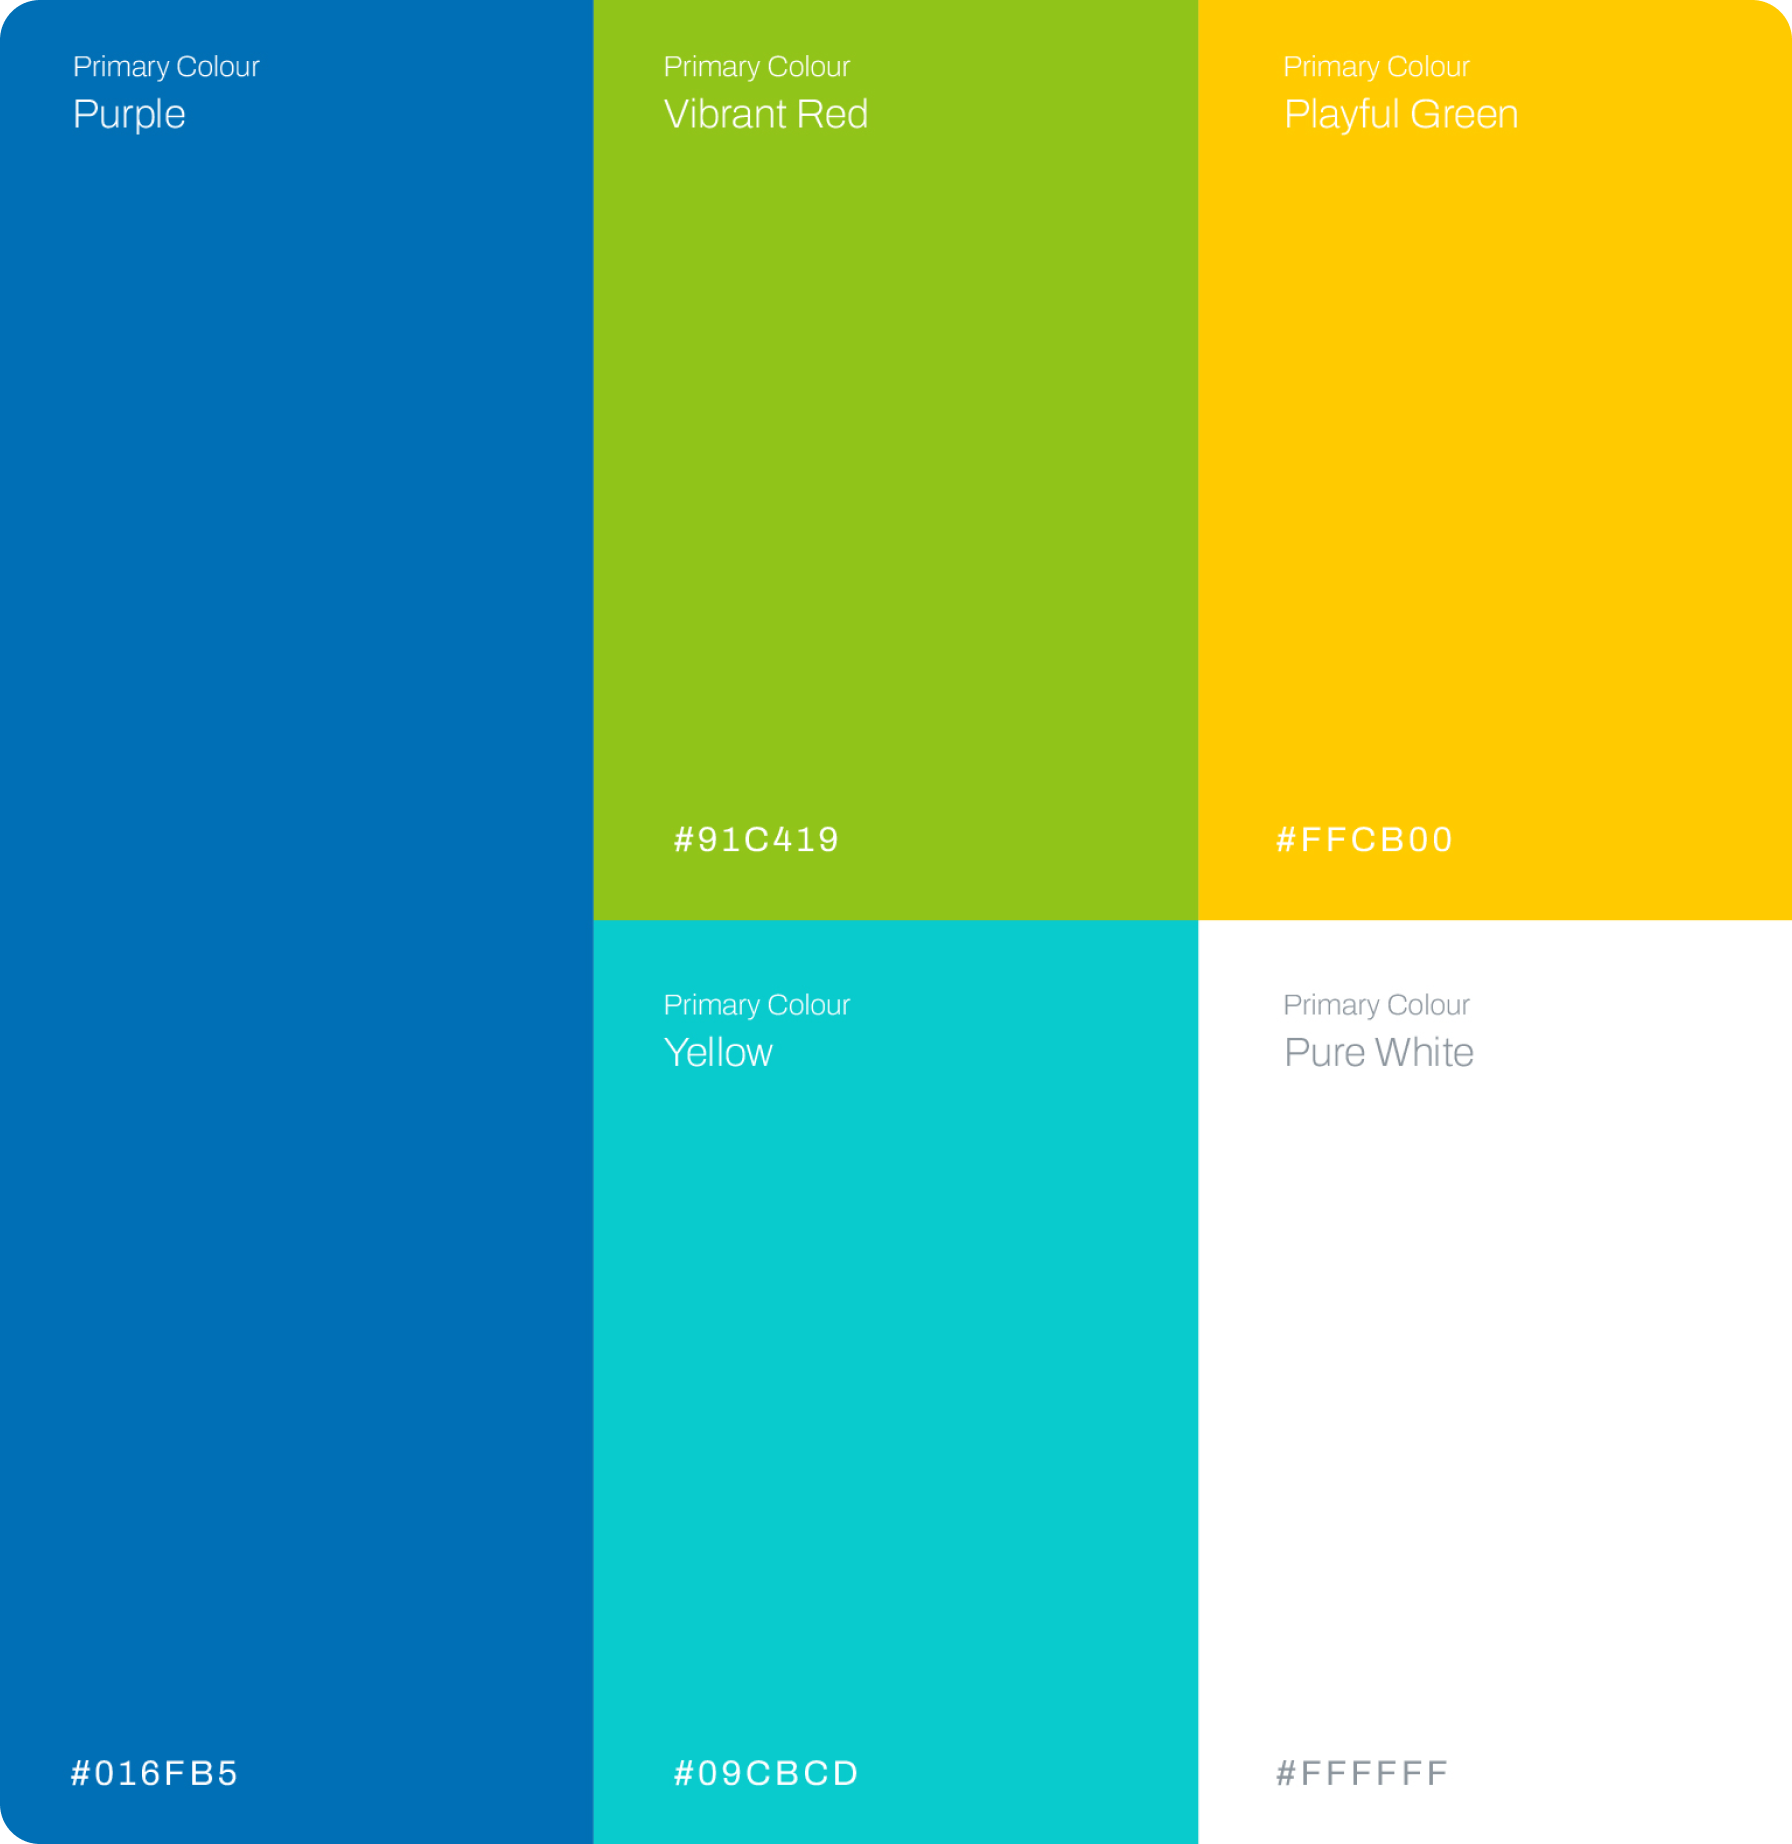 Primary Colour
Purple
#016FB5
Primary Colour
Vibrant Red
#91C419
Primary Colour
Playful Green
#FFCB00
Primary Colour
Yellow
#09CBCD
Primary Colour
Pure White
#FFFFFF